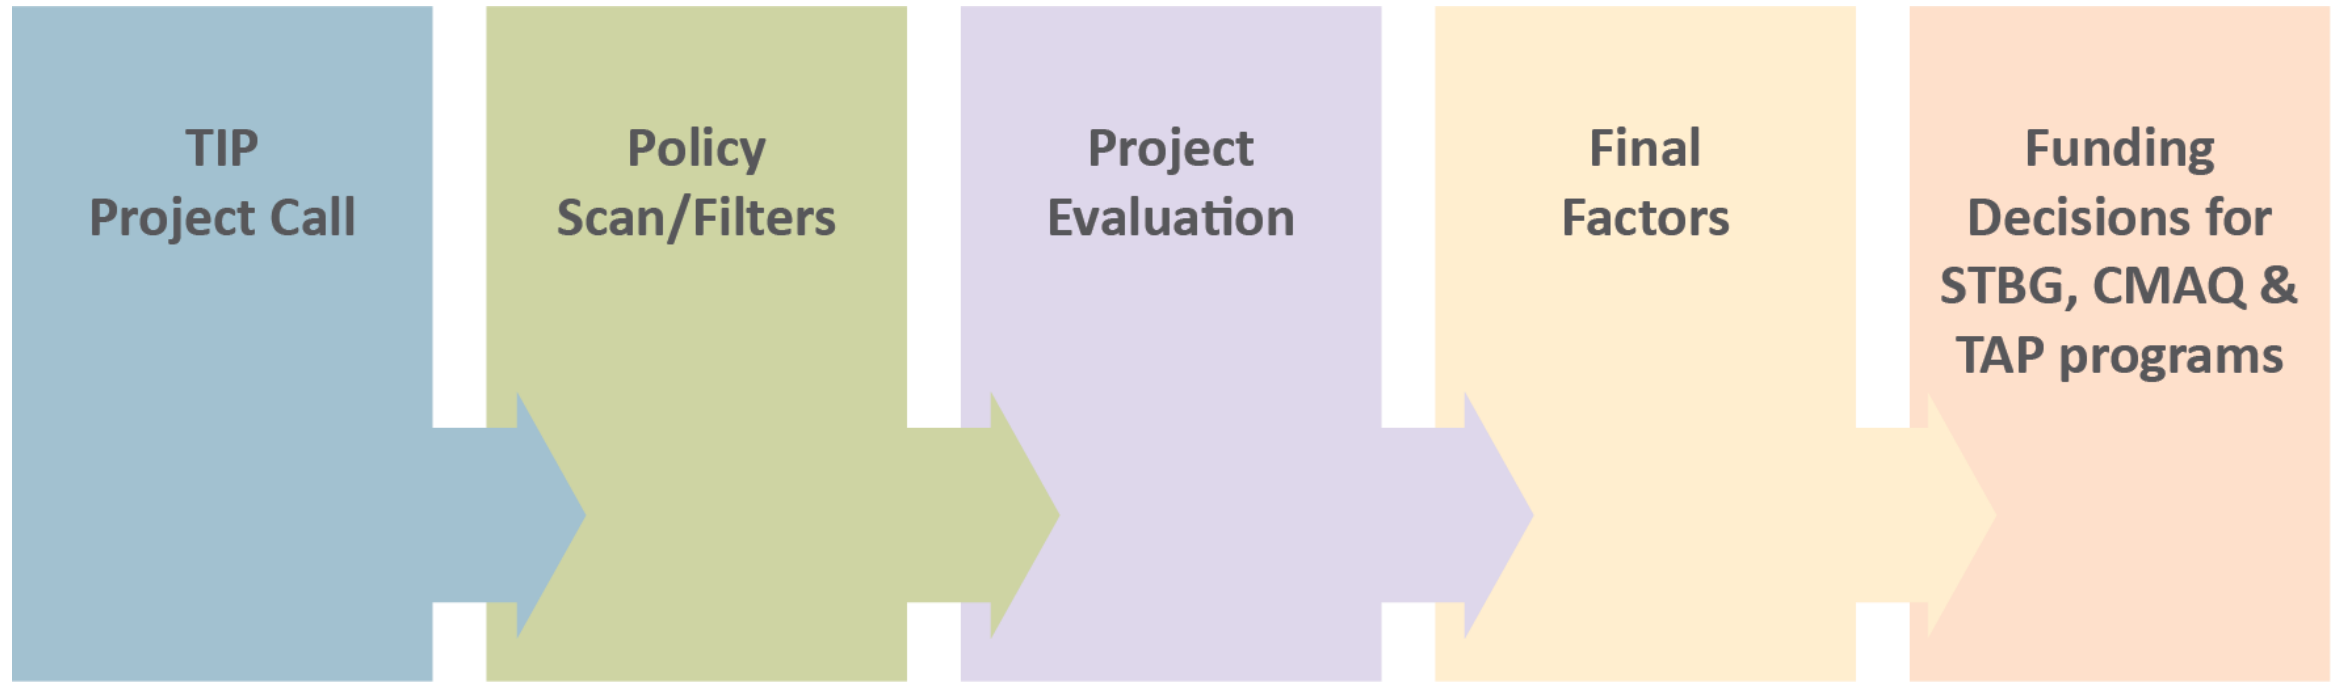 TIP
Project Call
Policy
Scan/Filters
Project
Evaluation
Final
Factors
Funding
Decisions for
STBG, CMAQ &
TAP programs